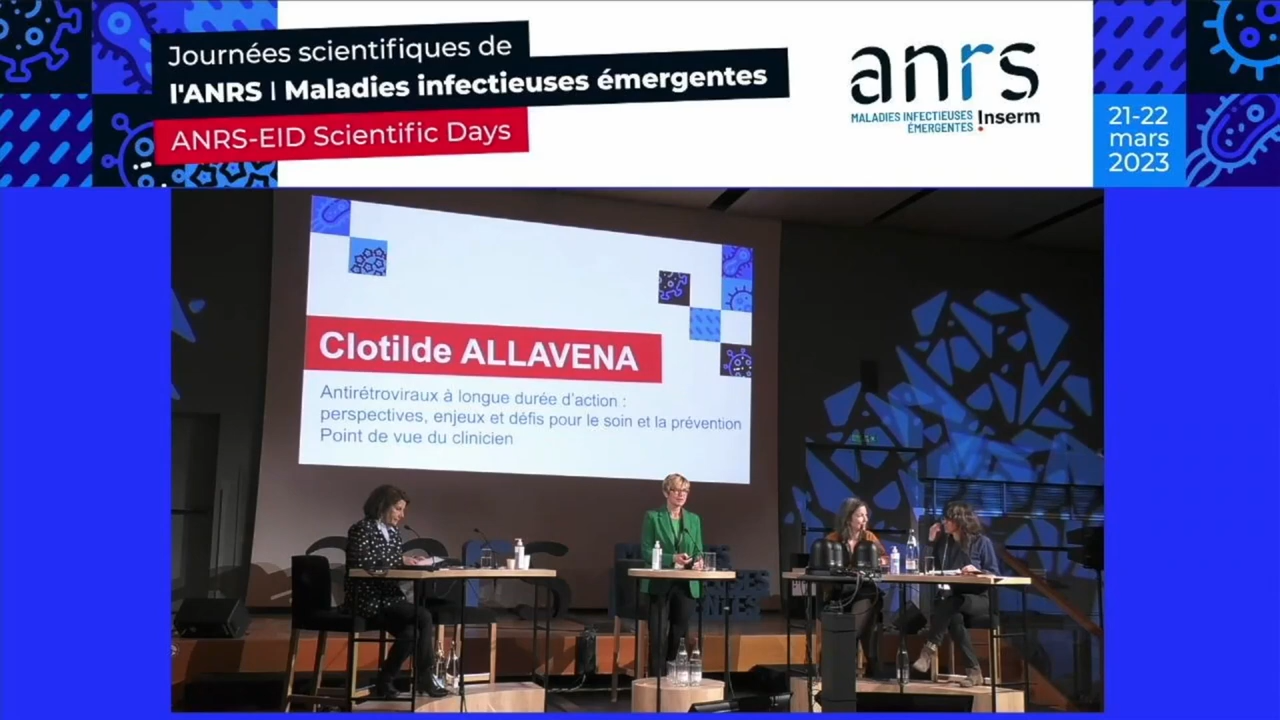 Journées scientifiques de
l'ANRS | Maladies infectieuses émergentes
ANRS-EID Scientific Days
anrs
MALADIES INFECTIEUSES
ÉMERGENTES Inserm
21-22
mars
2023
Clotilde ALLAVENA
Antirétroviraux à longue durée d'action :
perspectives, enjeux et défis pour le soin et la prévention
Point de vue du clinicien